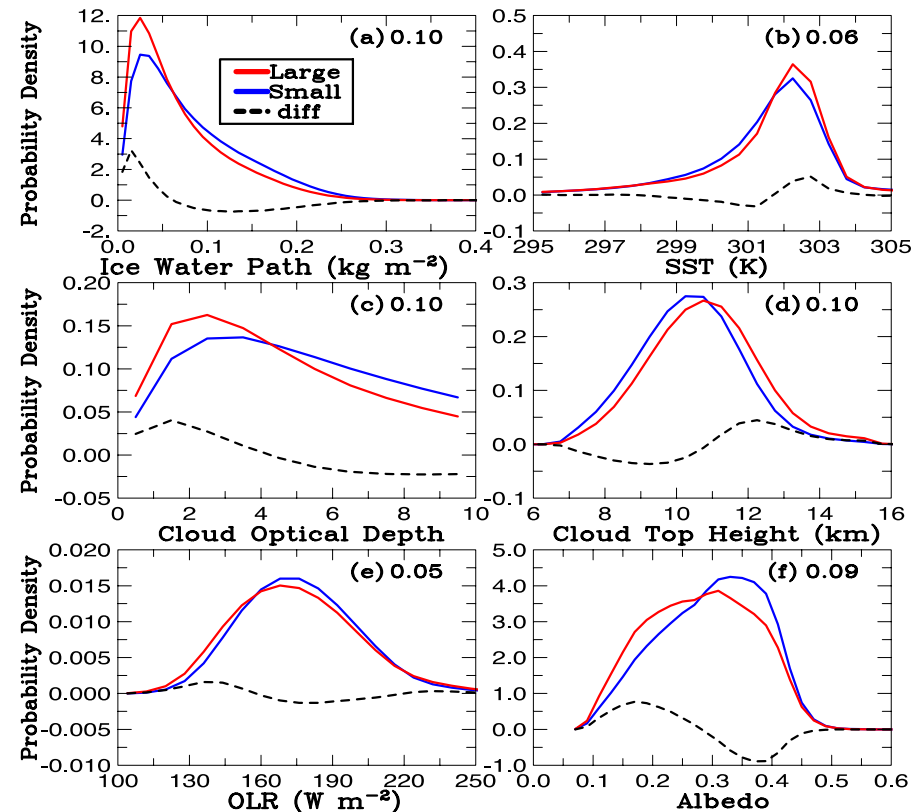 Probability Density
12.
10.
8.
6.
4.
2.
0.
-2.
0.0 0.1 0.2 0.3 0.4
Ice Water Path (kg m⁻²)
(a) 0.10
Large
Small
diff
0.5
0.4
0.3
0.2
0.1
0.0
-0.1
295 297 299 301 303 305
SST (K)
(b) 0.06
Probability Density
0.20
0.15
0.10
0.05
0.00
-0.05
0 2 4 6 8 10
Cloud Optical Depth
(c) 0.10
0.3
0.2
0.1
0.0
-0.1
6 8 10 12 14 16
Cloud Top Height (km)
(d) 0.10
Probability Density
0.020
0.015
0.010
0.005
0.000
-0.005
-0.010
100 130 160 190 220 250
OLR (W m⁻²)
(e) 0.05
5.0
4.0
3.0
2.0
1.0
0.0
-1.0
0.0 0.1 0.2 0.3 0.4 0.5 0.6
Albedo
(f) 0.09